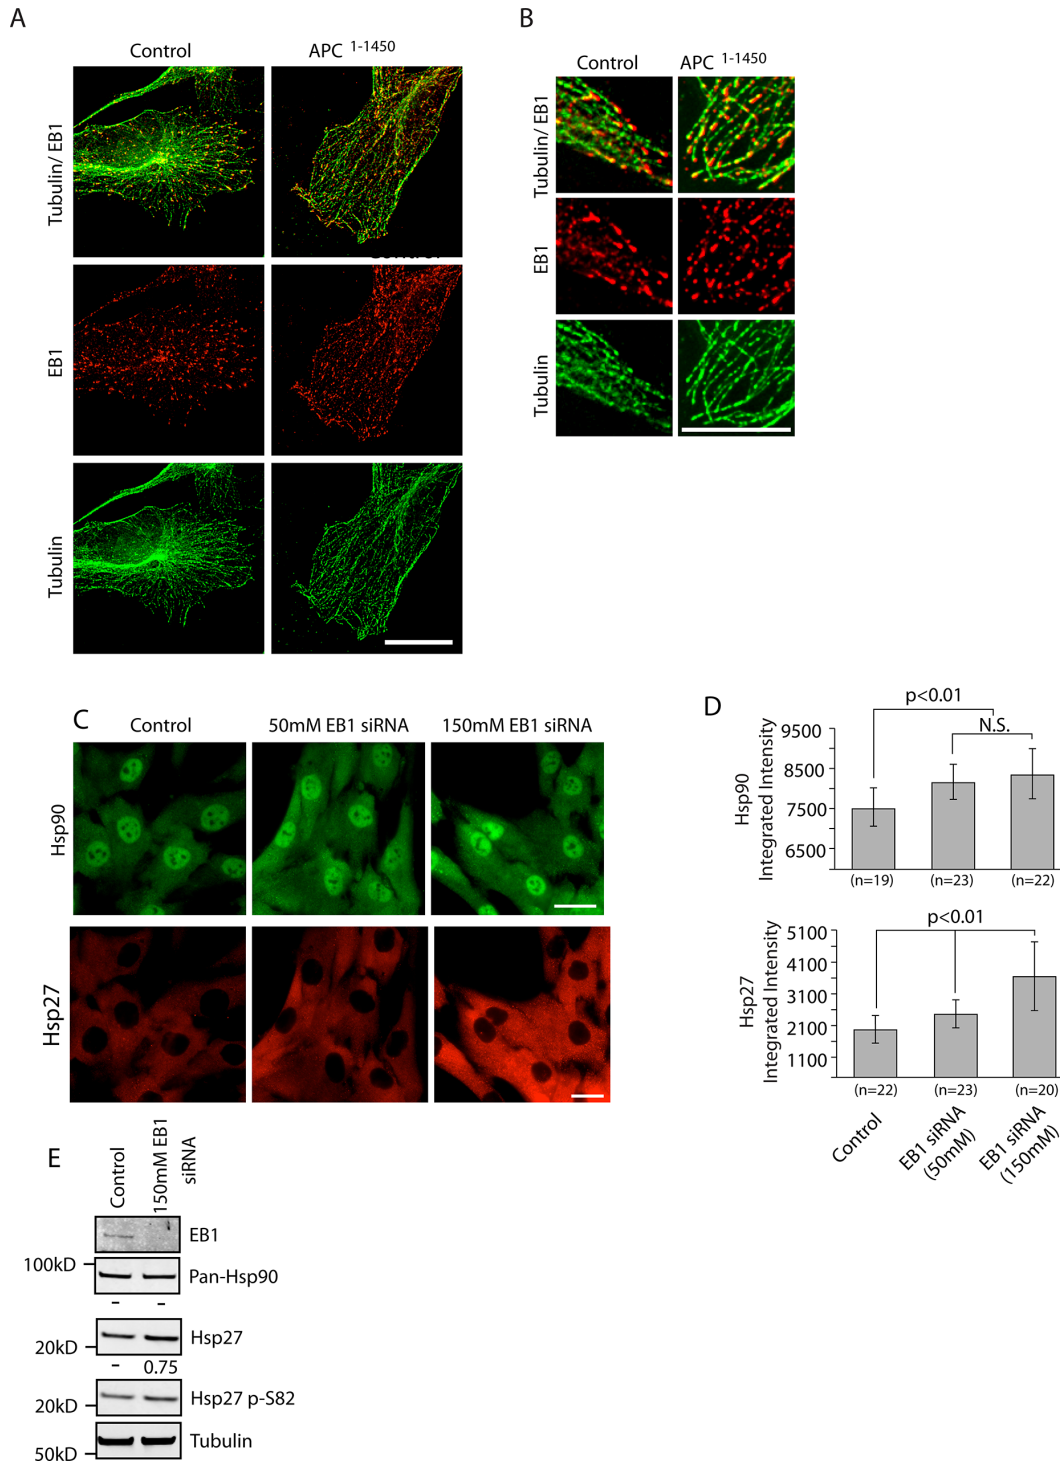 A
Control
APC 1-1450
Tubulin/ EB1
EB1
Tubulin
B
Control
APC 1-1450
Tubulin/ EB1
EB1
Tubulin
C
Control
50mM EB1 siRNA
150mM EB1 siRNA
Hsp90
Hsp27
D
p<0.01
N.S.
Hsp90
Integrated Intensity
9500
8500
7500
6500
(n=19)
(n=23)
(n=22)
p<0.01
Hsp27
Integrated Intensity
5100
4100
3100
2100
1100
(n=22)
(n=23)
(n=20)
Control
EB1 siRNA
(50mM)
EB1 siRNA
(150mM)
E
Control
150mM EB1
siRNA
EB1
100kD
Pan-Hsp90
- -
Hsp27
20kD
- 0.75
Hsp27 p-S82
20kD
Tubulin
50kD